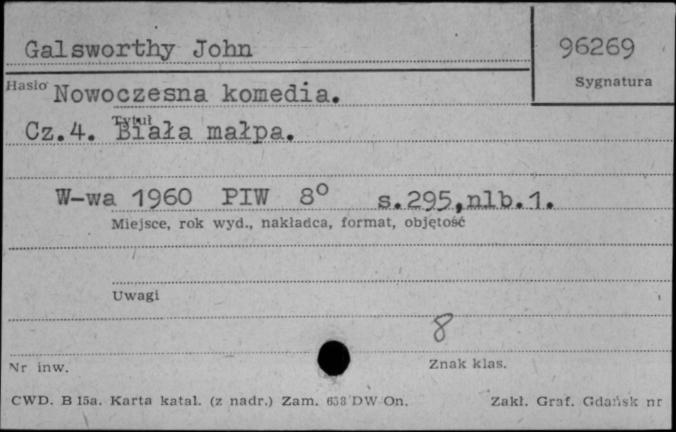 Galsworthy John
96269
Hasło
Sygnatura
Nowoczesna komedia.
Tytuł
Cz.4. Biała małpa.
W-wa 1960 PIW 8° s.295,nlb.1.
Miejsce, rok wyd., nakładca, format, objętość
Uwagi
8
Nr inw.
Znak klas.
CWD. B 15a. Karta katal. (z nadr.) Zam. 638 DW On.
Zakł. Graf. Gdańsk nr